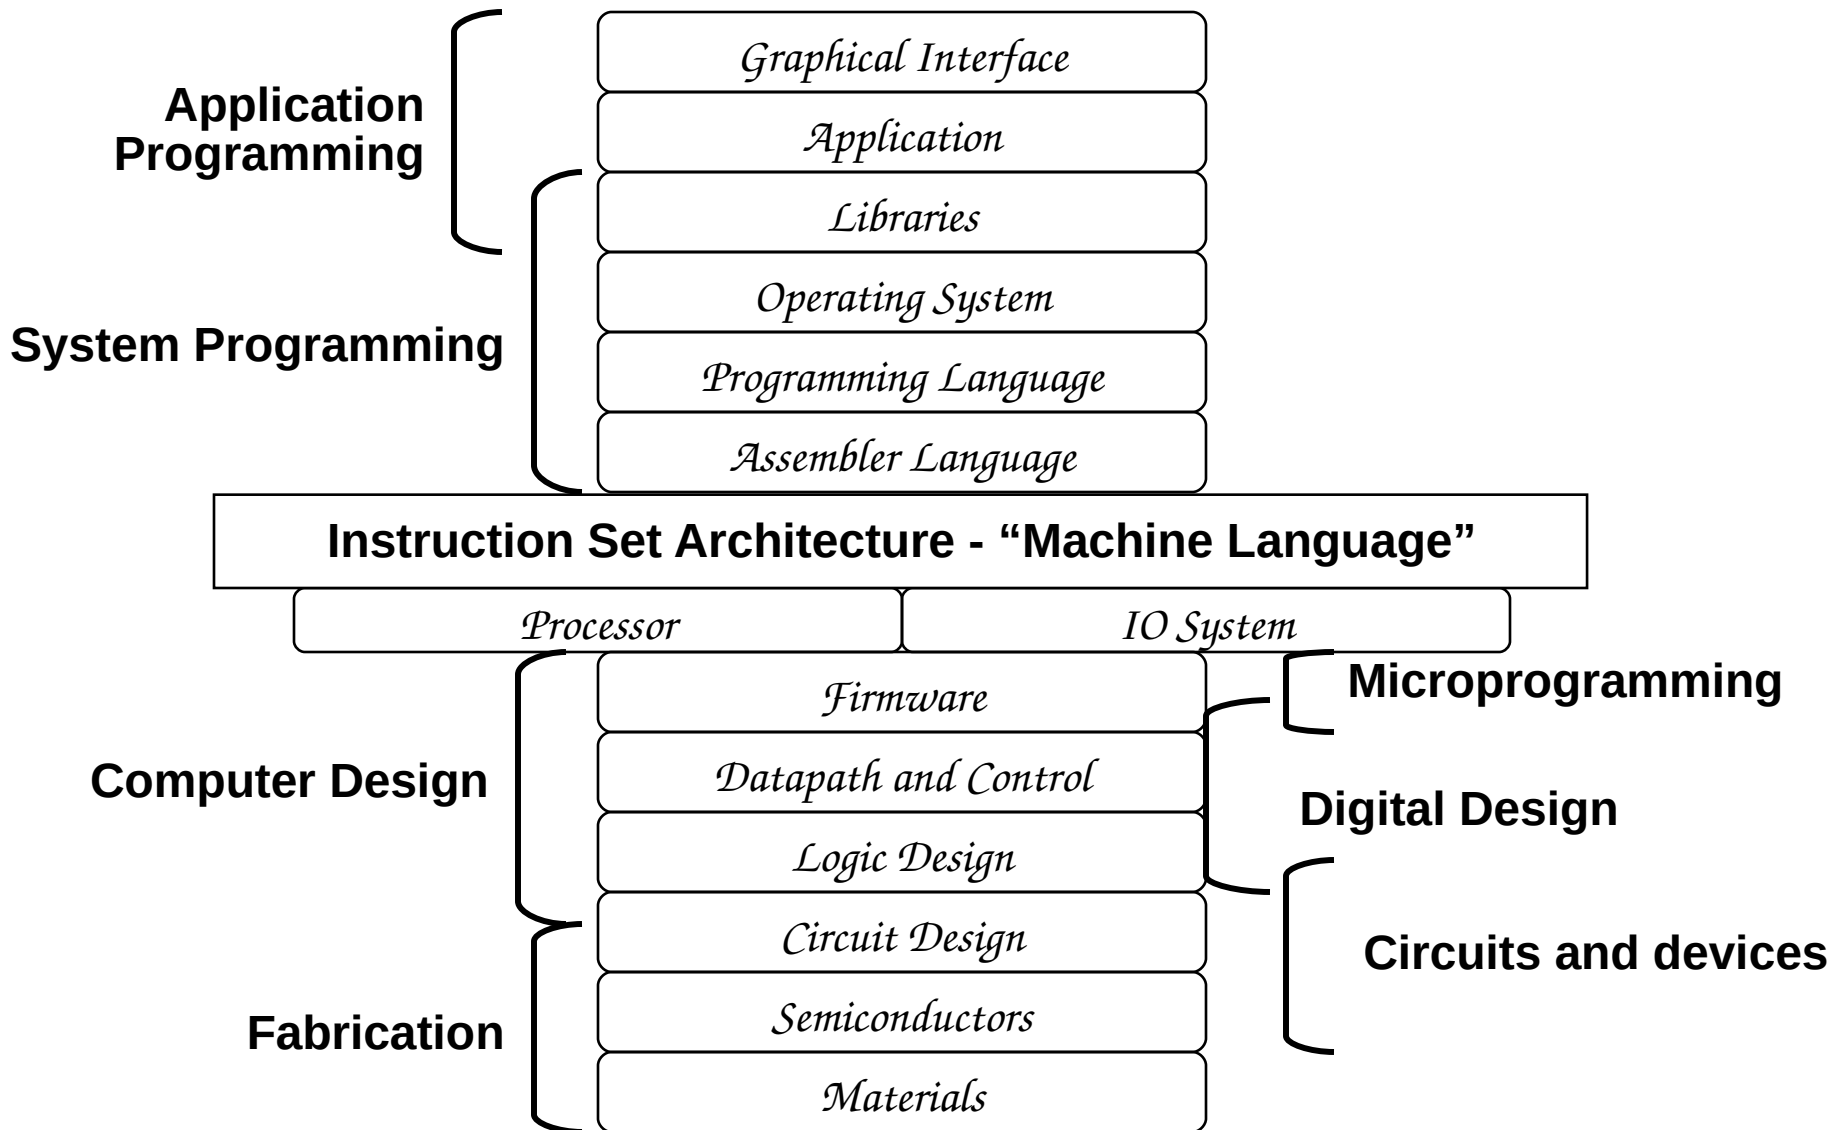 Graphical Interface
Application
Programming
Application
Libraries
Operating System
System Programming
Programming Language
Assembler Language
Instruction Set Architecture - “Machine Language”
Processor
IO System
Firmware
Microprogramming
Computer Design
Datapath and Control
Digital Design
Logic Design
Circuit Design
Circuits and devices
Semiconductors
Fabrication
Materials